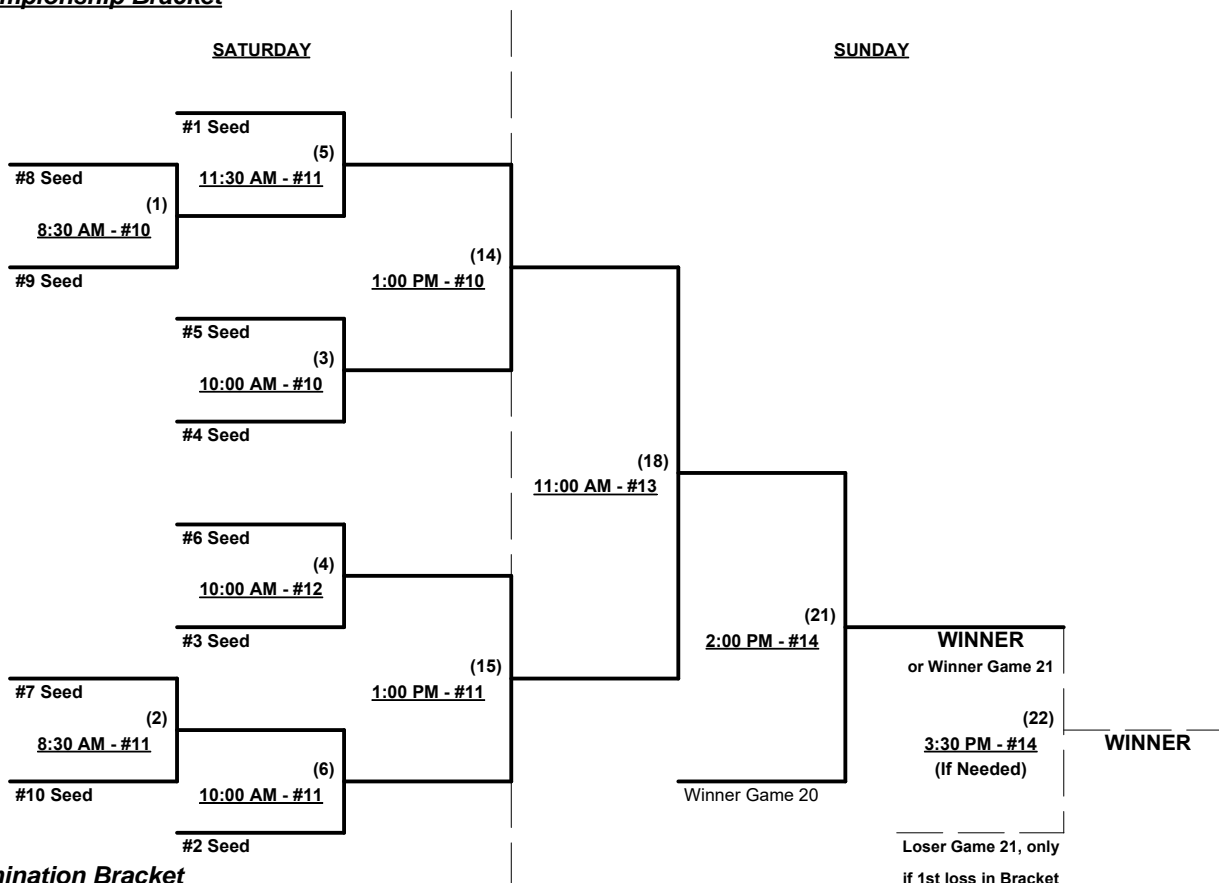 Bracket
SATURDAY
SUNDAY
#1 Seed
(5)
#8 Seed
11:30 AM - #11
(1)
8:30 AM - #10
(14)
#9 Seed
1:00 PM - #10
#5 Seed
(3)
10:00 AM - #10
#4 Seed
(18)
11:00 AM - #13
#6 Seed
(4)
10:00 AM - #12
(21)
#3 Seed
2:00 PM - #14
WINNER
(15)
or Winner Game 21
#7 Seed
1:00 PM - #11
(2)
(22)
8:30 AM - #11
3:30 PM - #14
WINNER
(6)
(If Needed)
#10 Seed
10:00 AM - #11
Winner Game 20
#2 Seed
Loser Game 21, only
Bracket
if 1st loss in Bracket